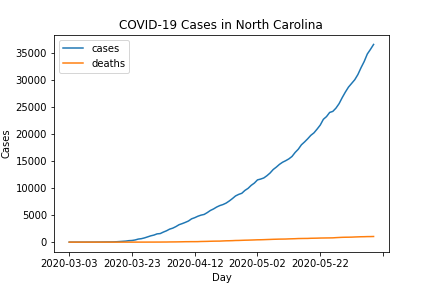 COVID-19 Cases in North Carolina
cases
deaths
35000
30000
25000
20000
15000
10000
5000
0
Cases
2020-03-03 2020-03-23 2020-04-12 2020-05-02 2020-05-22
Day